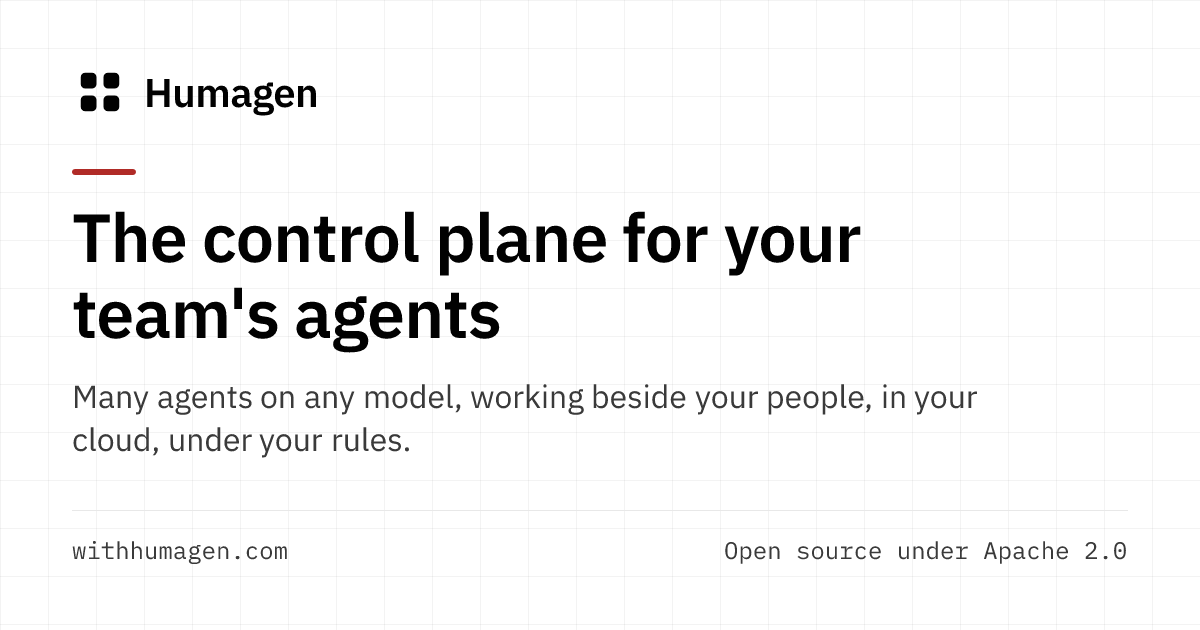 Humagen
The control plane for your
team's agents
Many agents on any model, working beside your people, in your
cloud, under your rules.
withhumagen.com
Open source under Apache 2.0